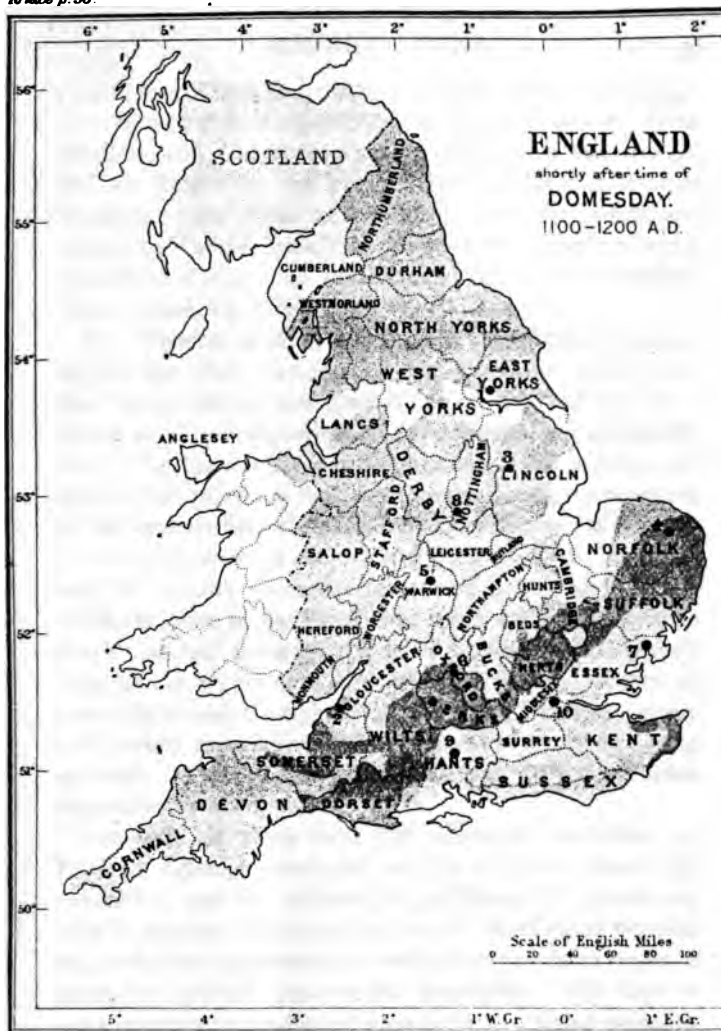 to face p.
6° 5° 4° 3° 2° 1° 0° 1° 2°
ENGLAND
shortly after time of
DOMESDAY.
1100–1200 A.D.
56°
SCOTLAND
NORTHUMBERLAND
55°
CUMBERLAND
DURHAM
WESTMORLAND
NORTH YORKS
54°
WEST
YORKS
EAST
YORKS
LANCS
ANGLESEY
CHESHIRE
DERBY
NOTTINGHAM
3
LINCOLN
53°
8
STAFFORD
SALOP
LEICESTER
RUTLAND
NORFOLK
5
WARWICK
WORCESTER
NORTHAMPTON
HUNTS
CAMBRIDGE
SUFFOLK
52°
HEREFORD
BEDS
MONMOUTH
GLOUCESTER
OXFORD
6
BUCKS
HERTS
ESSEX
7
MIDDLESEX
10
BERKS
WILTS
9
HANTS
SURREY
KENT
51°
SOMERSET
SUSSEX
DEVON
DORSET
CORNWALL
50°
Scale of English Miles
0 20 40 60 80 100
5° 4° 3° 2° 1° W. Gr. 0° 1° E. Gr.